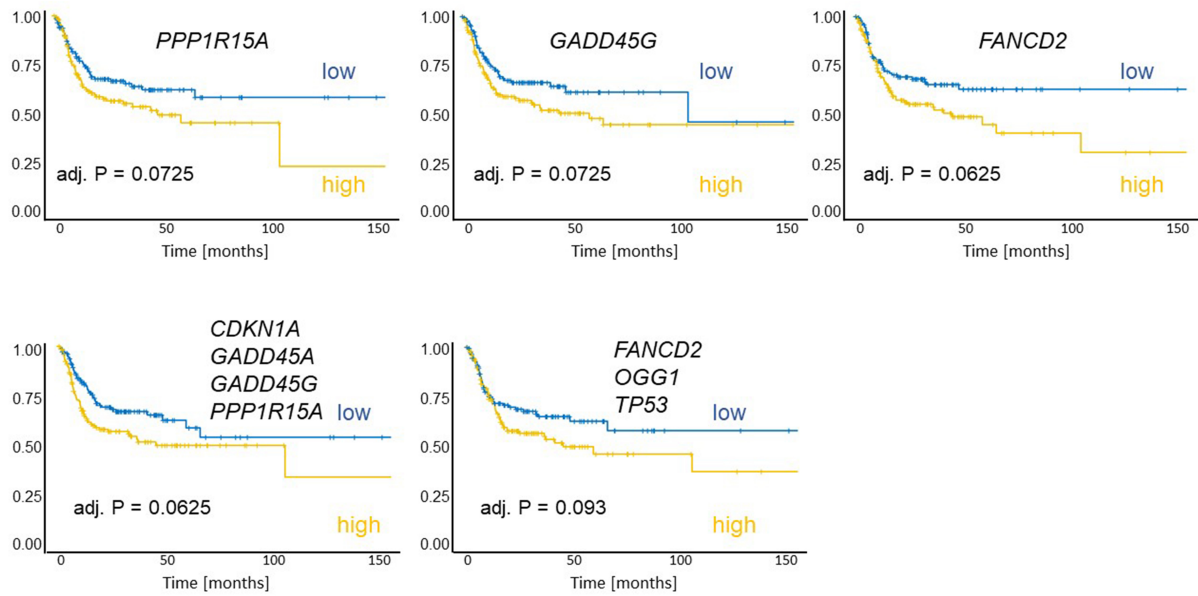 PPP1R15A
1.00
0.75
0.50
0.25
0.00
low
high
adj. P = 0.0725
0 50 100 150
Time [months]
GADD45G
1.00
0.75
0.50
0.25
0.00
low
high
adj. P = 0.0725
0 50 100 150
Time [months]
FANCD2
1.00
0.75
0.50
0.25
0.00
low
high
adj. P = 0.0625
0 50 100 150
Time [months]
CDKN1A
GADD45A
GADD45G
PPP1R15A
1.00
0.75
0.50
0.25
0.00
low
high
adj. P = 0.0625
0 50 100 150
Time [months]
FANCD2
OGG1
TP53
1.00
0.75
0.50
0.25
0.00
low
high
adj. P = 0.093
0 50 100 150
Time [months]